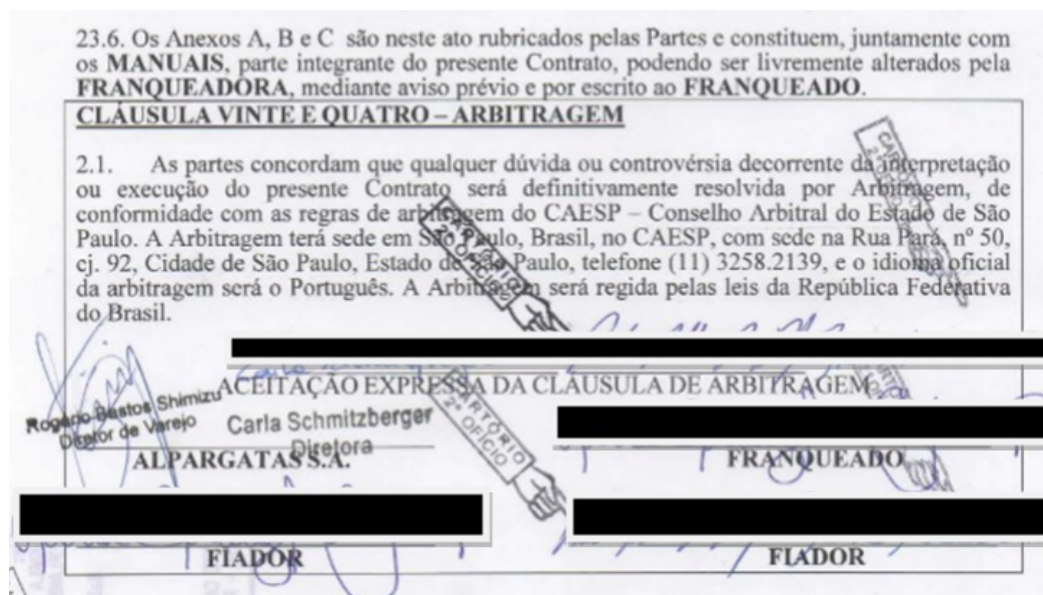 23.6. Os Anexos A, B e C são neste ato rubricados pelas Partes e constituem, juntamente com
os MANUAIS, parte integrante do presente Contrato, podendo ser livremente alterados pela
FRANQUEADORA, mediante aviso prévio e por escrito ao FRANQUEADO.
CLÁUSULA VINTE E QUATRO – ARBITRAGEM
2.1. As partes concordam que qualquer dúvida ou controvérsia decorrente da interpretação
ou execução do presente Contrato será definitivamente resolvida por Arbitragem, de
conformidade com as regras de arbitragem do CAESP – Conselho Arbitral do Estado de São
Paulo. A Arbitragem terá sede em São Paulo, Brasil, no CAESP, com sede na Rua Pará, nº 50,
cj. 92, Cidade de São Paulo, Estado de São Paulo, telefone (11) 3258.2139, e o idioma oficial
da arbitragem será o Português. A Arbitragem será regida pelas leis da República Federativa
do Brasil.
CARTÓRIO
2º OFÍCIO
ACEITAÇÃO EXPRESSA DA CLÁUSULA DE ARBITRAGEM
Rogério Bastos Shimizu
Diretor de Varejo
Carla Schmitzberger
Diretora
CARTÓRIO
2º OFÍCIO
ALPARGATAS S.A.
FRANQUEADO
FIADOR
FIADOR